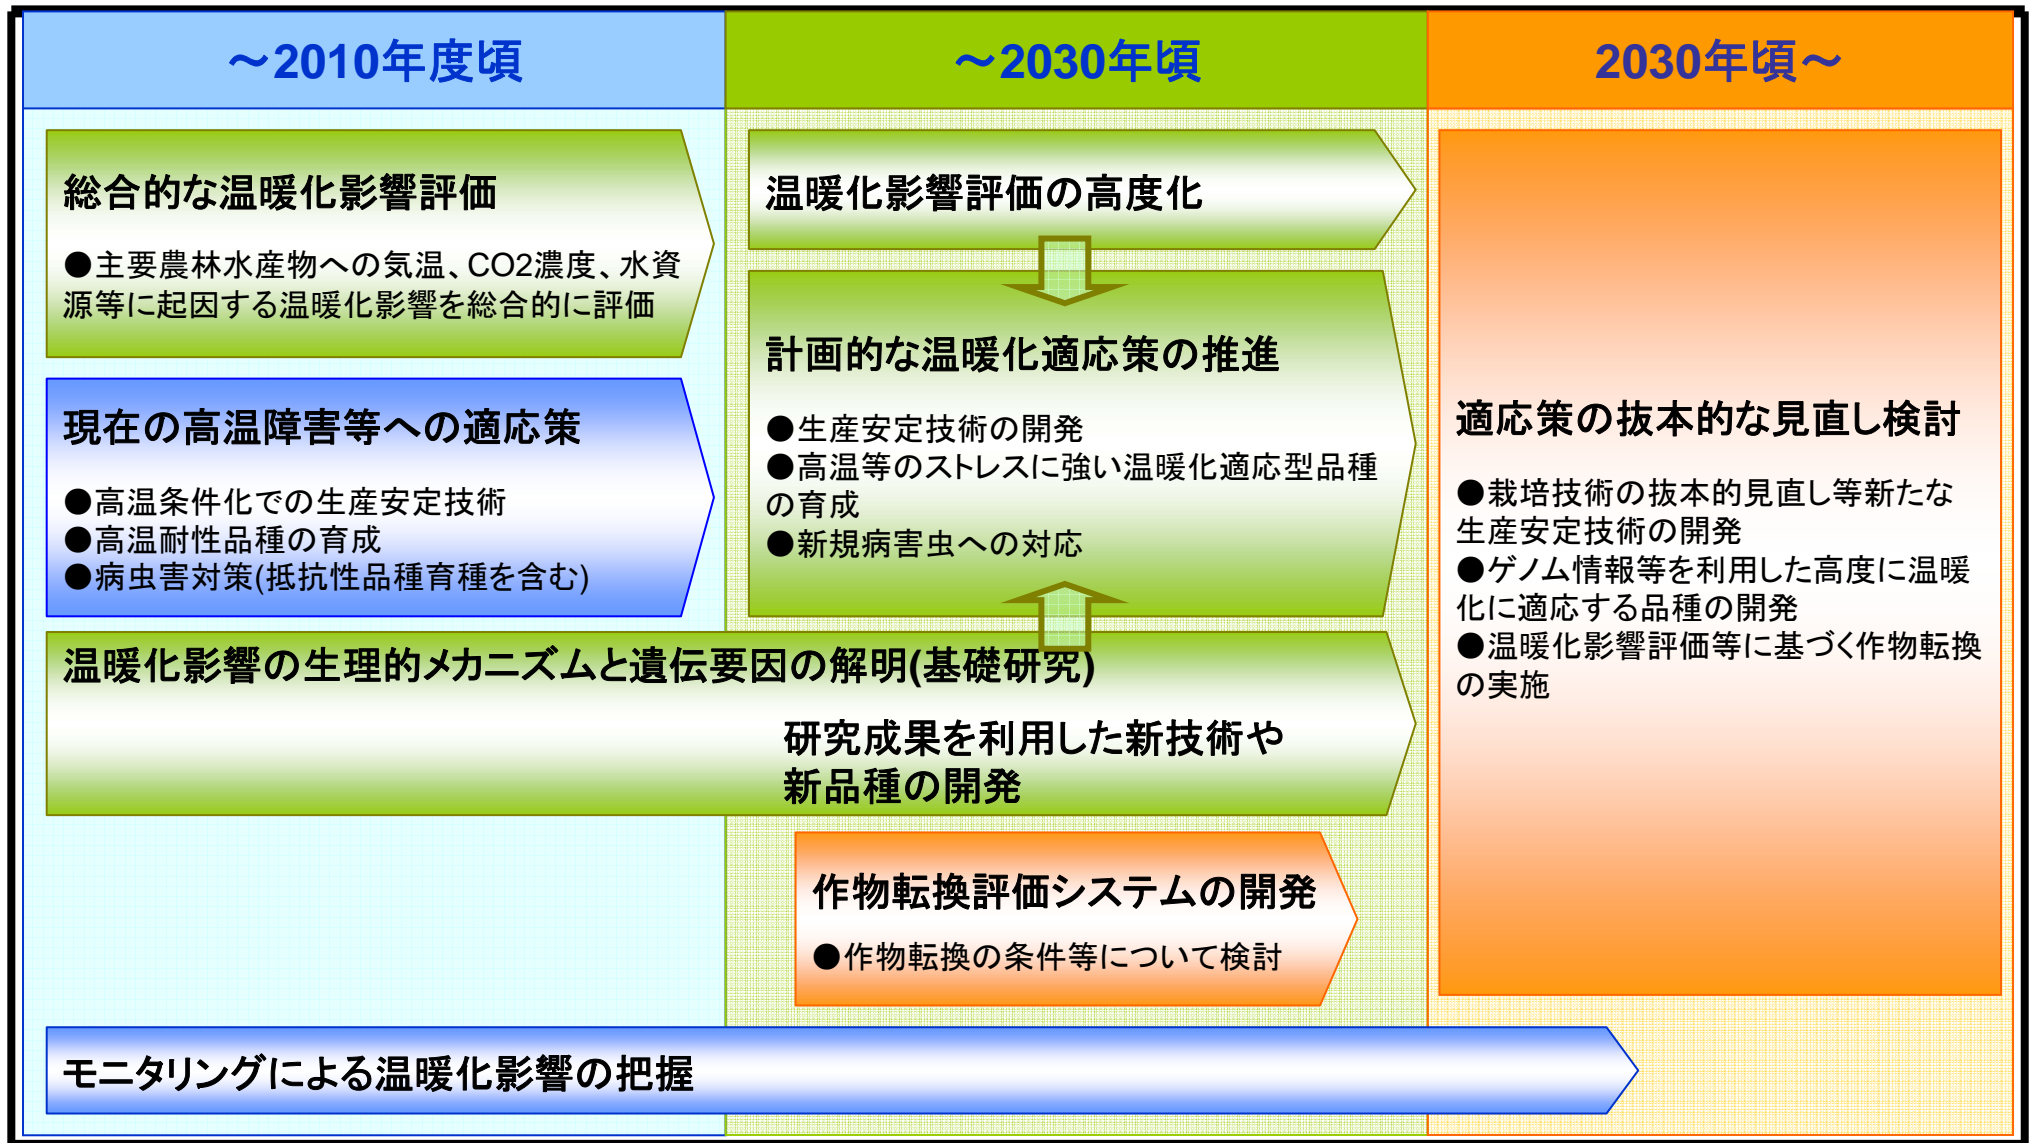 ～2010年度頃
～2030年頃
2030年頃～
総合的な温暖化影響評価
●主要農林水産物への気温、CO2濃度、水資
源等に起因する温暖化影響を総合的に評価
現在の高温障害等への適応策
●高温条件化での生産安定技術
●高温耐性品種の育成
●病虫害対策(抵抗性品種育種を含む)
温暖化影響評価の高度化
計画的な温暖化適応策の推進
●生産安定技術の開発
●高温等のストレスに強い温暖化適応型品種
の育成
●新規病害虫への対応
温暖化影響の生理的メカニズムと遺伝要因の解明(基礎研究)
研究成果を利用した新技術や
新品種の開発
作物転換評価システムの開発
●作物転換の条件等について検討
適応策の抜本的な見直し検討
●栽培技術の抜本的見直し等新たな
生産安定技術の開発
●ゲノム情報等を利用した高度に温暖
化に適応する品種の開発
●温暖化影響評価等に基づく作物転換
の実施
モニタリングによる温暖化影響の把握